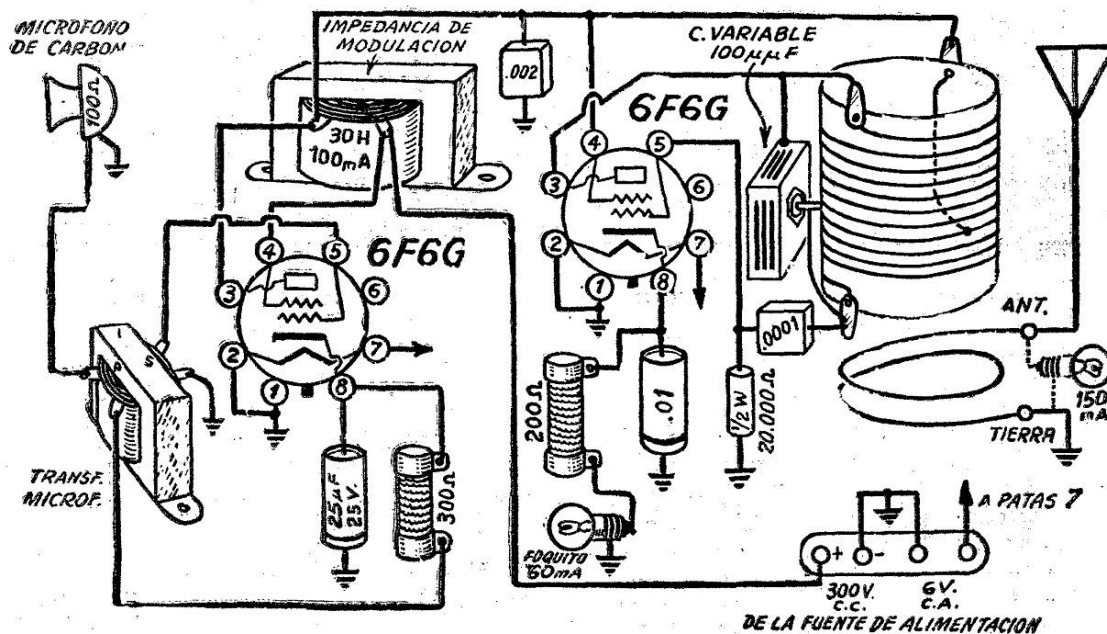 MICROFONO
DE CARBON
100Ω
IMPEDANCIA DE
MODULACION
30H
100mA
.002
C. VARIABLE
100µµF
6F6G
4
5
3
6
2
7
1
8
6F6G
4
5
3
6
2
7
1
8
TRANSF.
MICROF.
P
S
25µF
25V.
300Ω
200Ω
.01
½ W
20.000Ω
.0001
FOQUITO
60mA
ANT.
150
mA
TIERRA
A PATAS 7
+
-
300V.
C.C.
6V.
C.A.
DE LA FUENTE DE ALIMENTACION